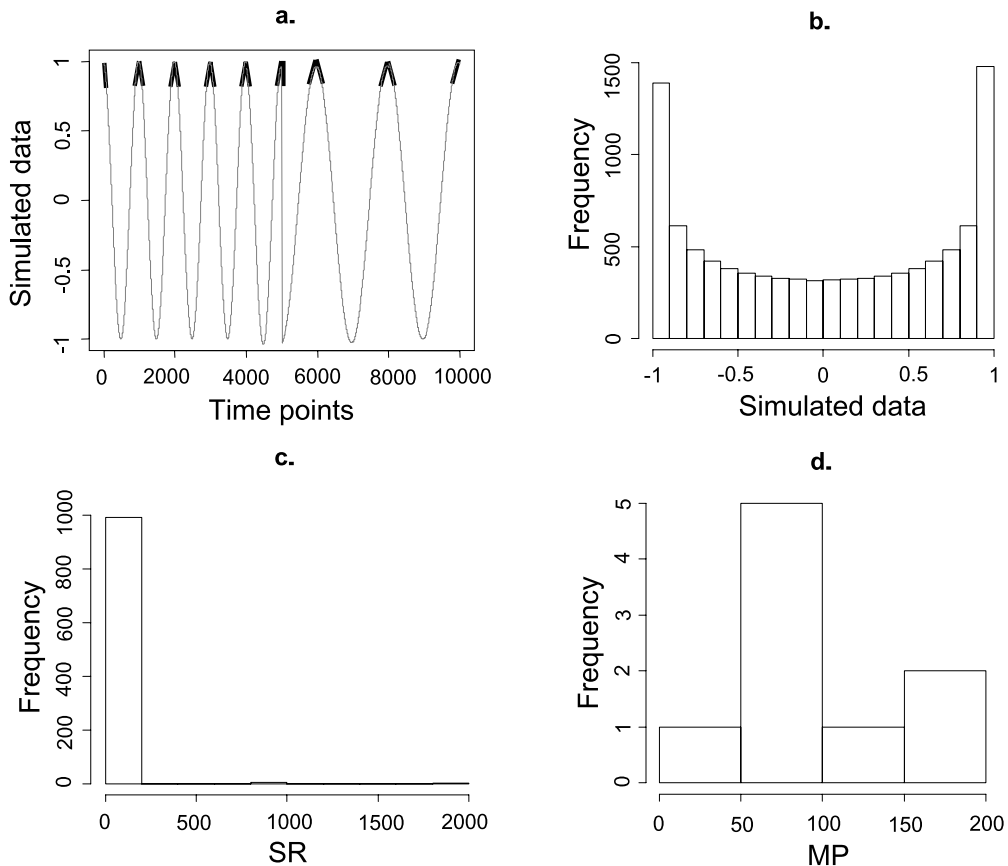 a.
1
0.5
0
-0.5
-1
Simulated data
0 2000 4000 6000 8000 10000
Time points
b.
1500
1000
500
0
Frequency
-1 -0.5 0 0.5 1
Simulated data
c.
1000
800
600
400
200
0
Frequency
0 500 1000 1500 2000
SR
d.
5
4
3
2
1
0
Frequency
0 50 100 150 200
MP